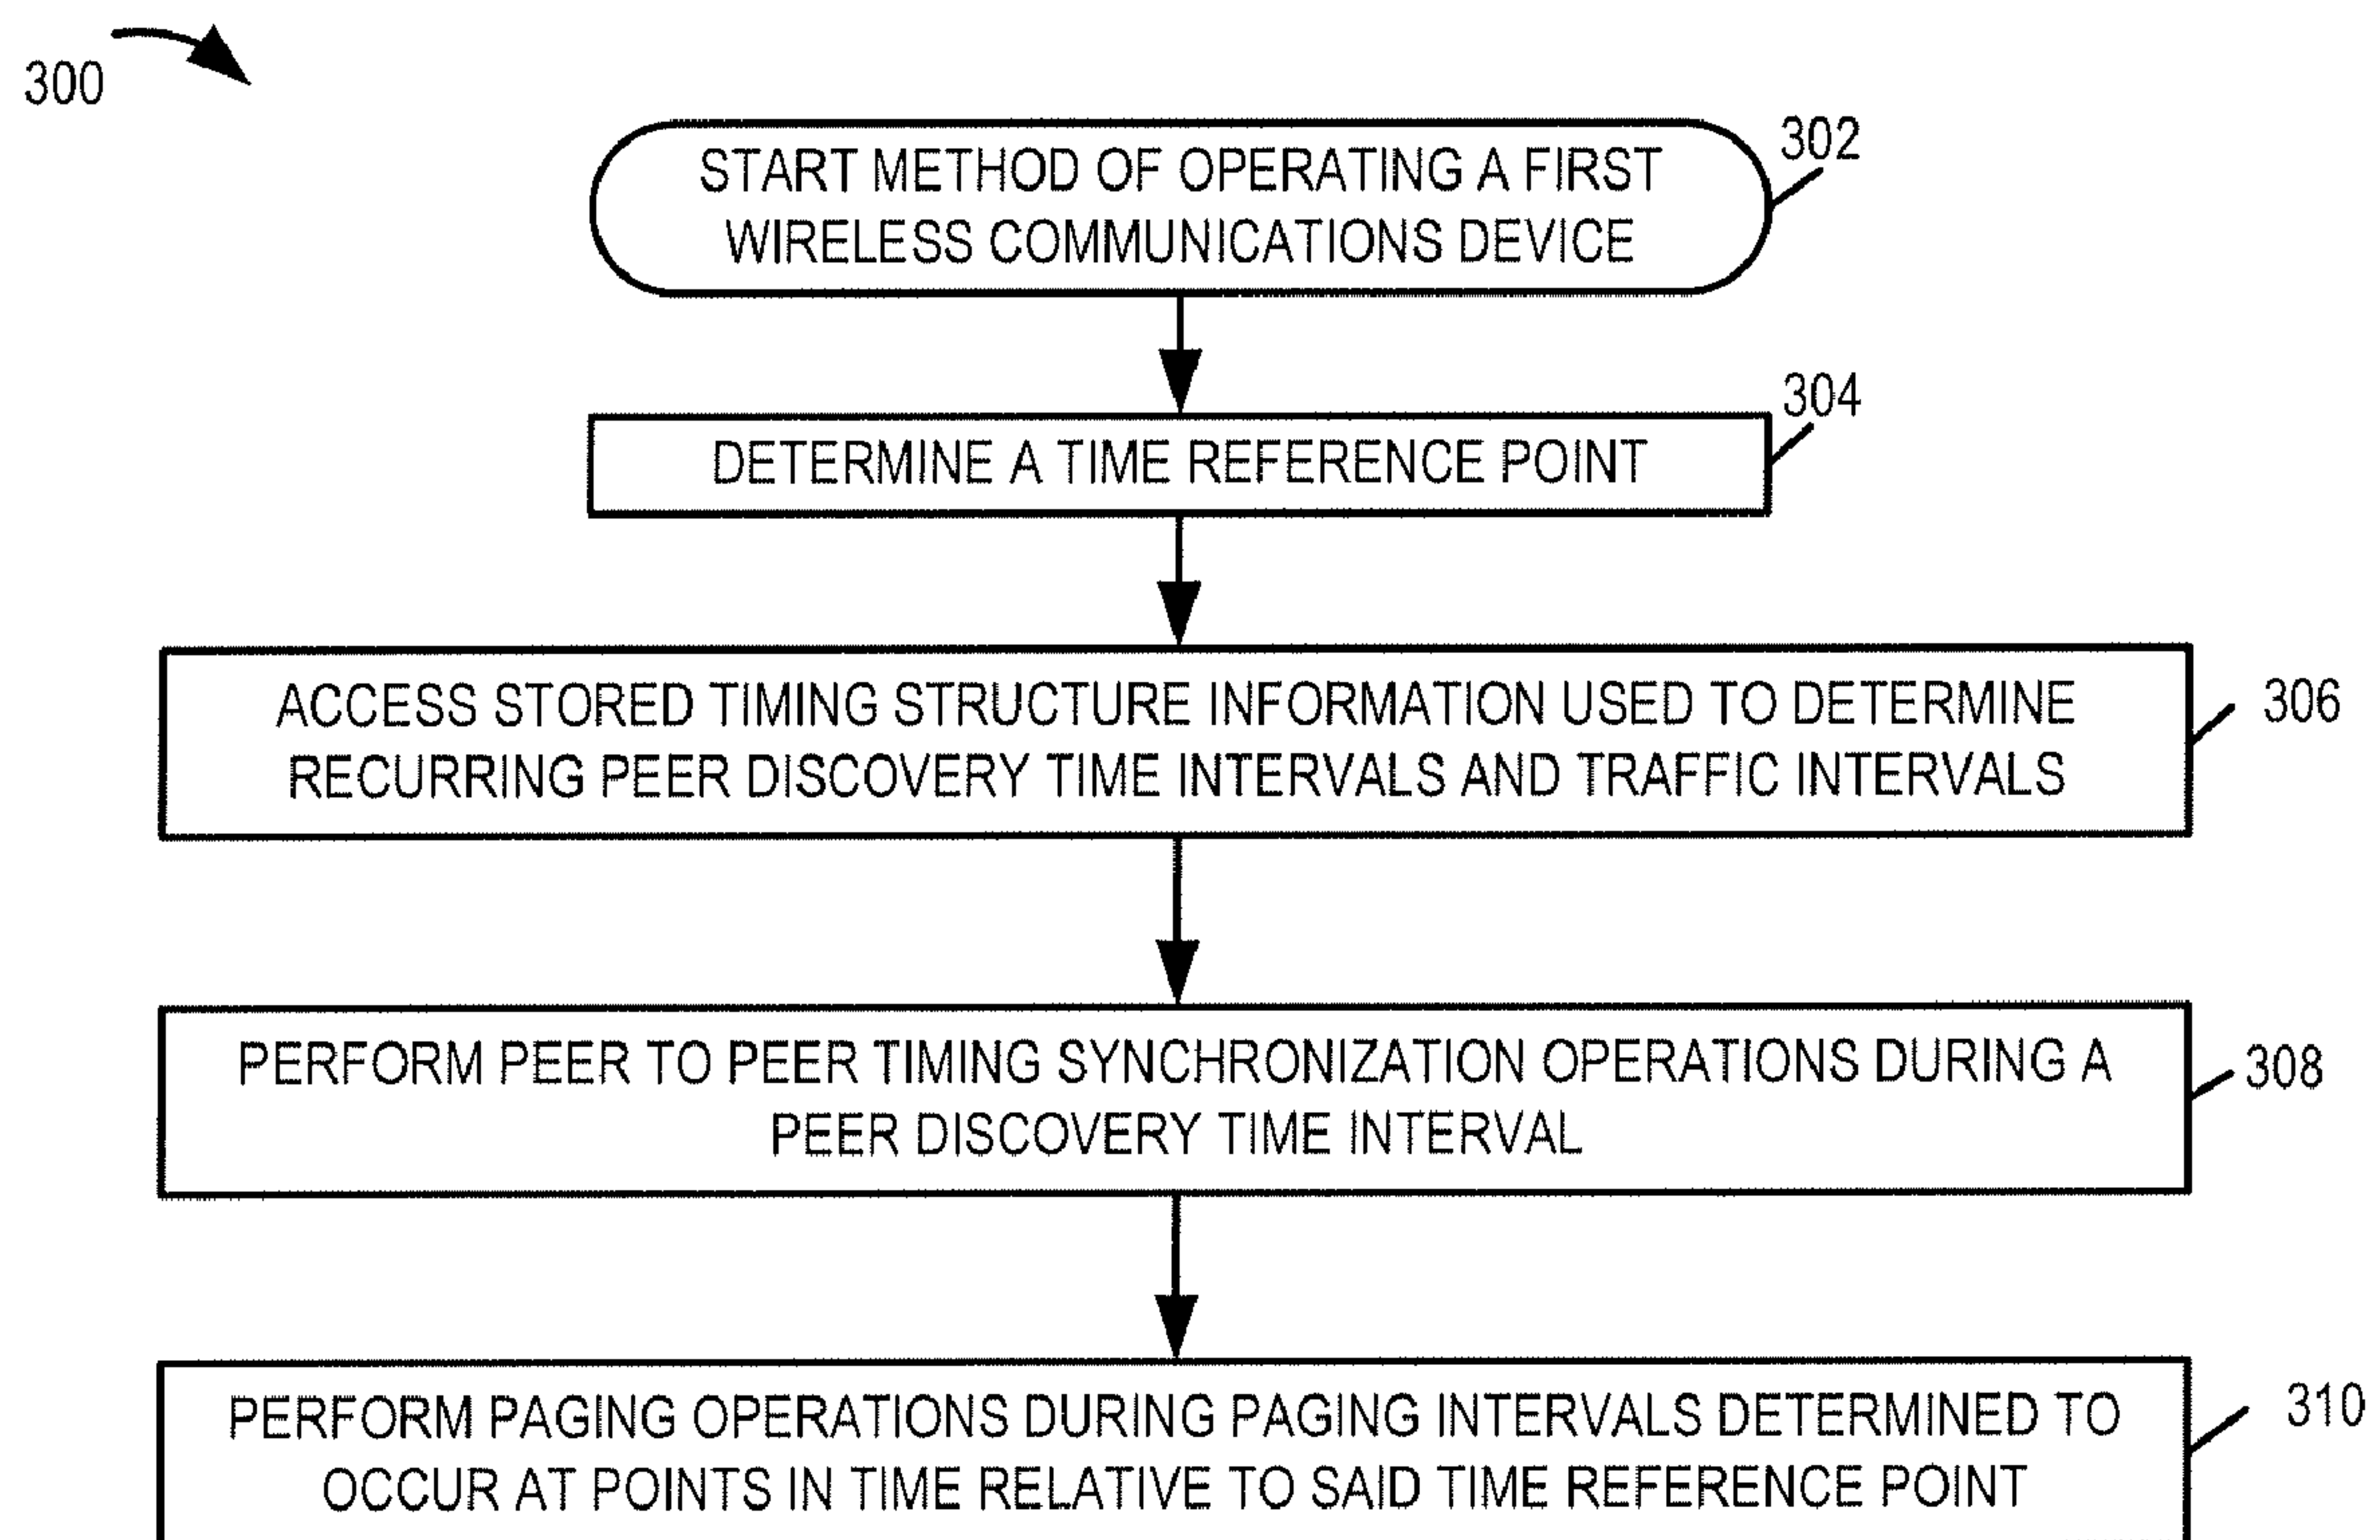 300
START METHOD OF OPERATING A FIRST
WIRELESS COMMUNICATIONS DEVICE
302
DETERMINE A TIME REFERENCE POINT
304
ACCESS STORED TIMING STRUCTURE INFORMATION USED TO DETERMINE
RECURRING PEER DISCOVERY TIME INTERVALS AND TRAFFIC INTERVALS
306
PERFORM PEER TO PEER TIMING SYNCHRONIZATION OPERATIONS DURING A
PEER DISCOVERY TIME INTERVAL
308
PERFORM PAGING OPERATIONS DURING PAGING INTERVALS DETERMINED TO
OCCUR AT POINTS IN TIME RELATIVE TO SAID TIME REFERENCE POINT
310